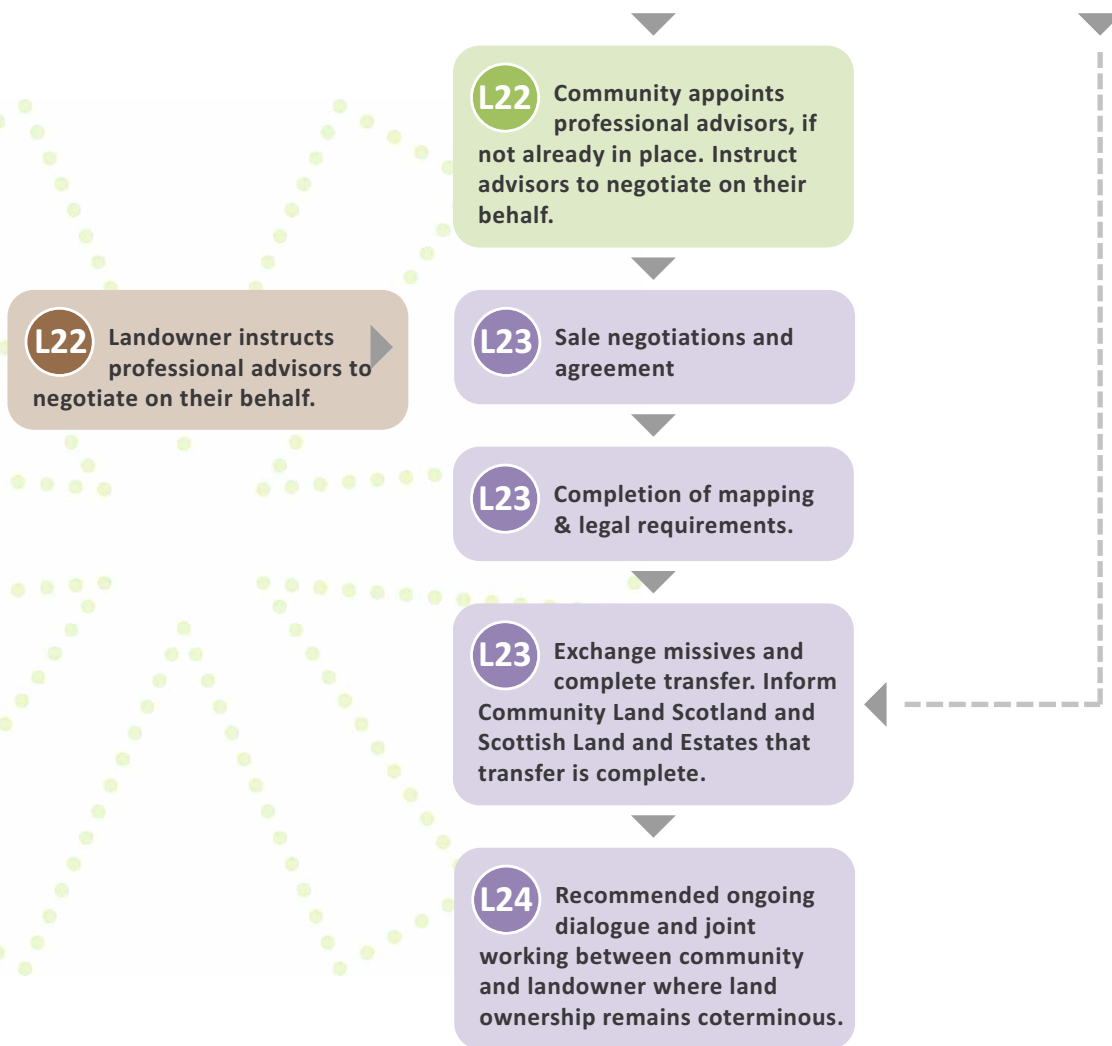 L22 Community appoints
professional advisors, if
not already in place. Instruct
advisors to negotiate on their
behalf.
L22 Landowner instructs
professional advisors to
negotiate on their behalf.
L23 Sale negotiations and
agreement
L23 Completion of mapping
& legal requirements.
L23 Exchange missives and
complete transfer. Inform
Community Land Scotland and
Scottish Land and Estates that
transfer is complete.
L24 Recommended ongoing
dialogue and joint
working between community
and landowner where land
ownership remains coterminous.